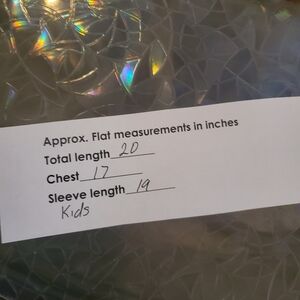 Approx. Flat measurements in inches
Total length 20
Chest 17
Sleeve length 19
Kids